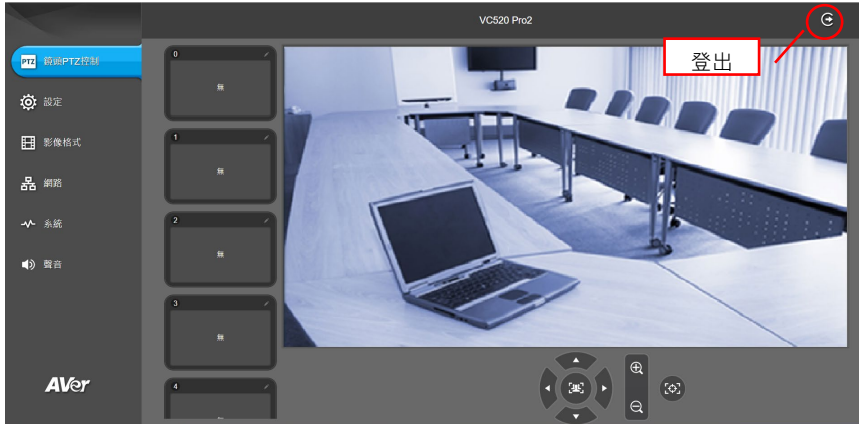 VC520 Pro2
登出
PTZ 鏡頭PTZ控制
設定
影像格式
網路
系統
聲音
AVer
0
無
1
無
2
無
3
無
4